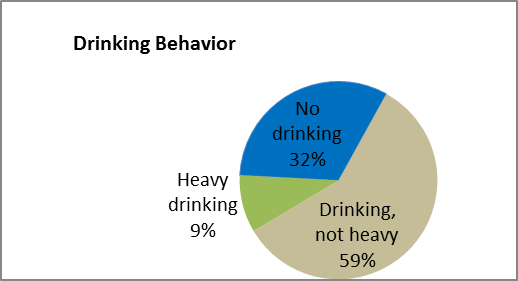 Drinking Behavior
No
drinking
32%
Heavy
drinking
9%
Drinking,
not heavy
59%